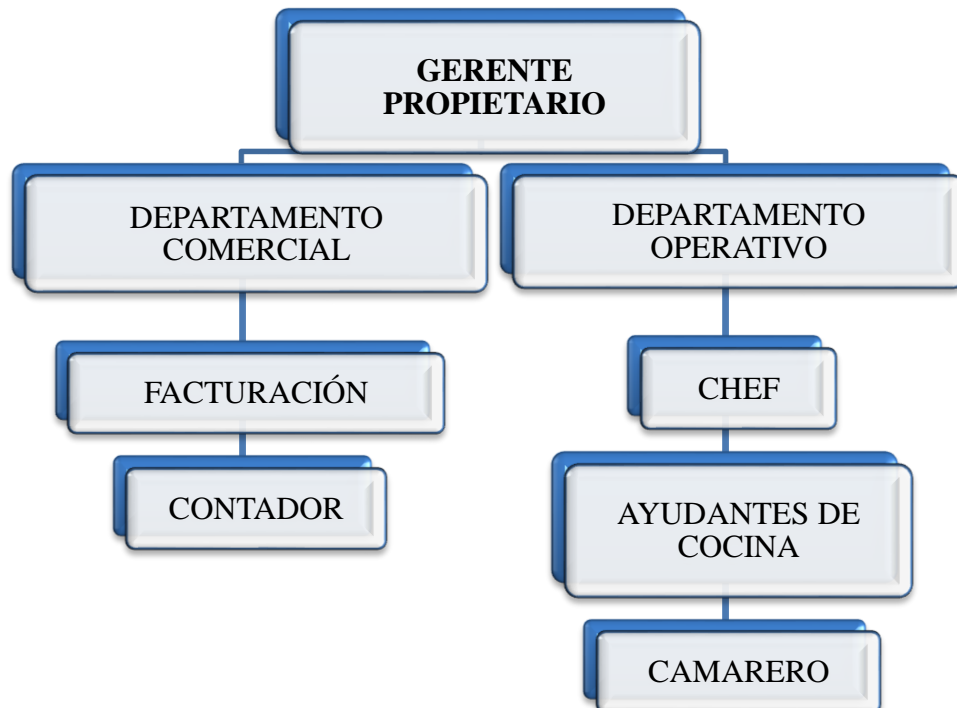 GERENTE
PROPIETARIO
DEPARTAMENTO
COMERCIAL
DEPARTAMENTO
OPERATIVO
FACTURACIÓN
CHEF
CONTADOR
AYUDANTES DE
COCINA
CAMARERO